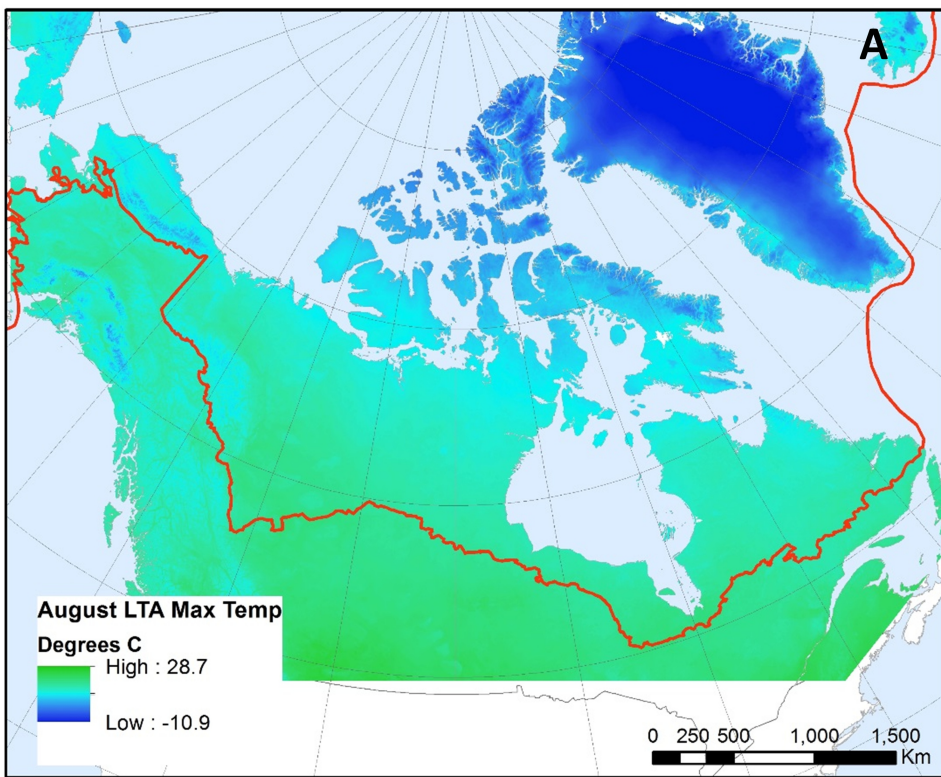 A
August LTA Max Temp
Degrees C
High : 28.7
Low : -10.9
0 250 500 1,000 1,500
Km